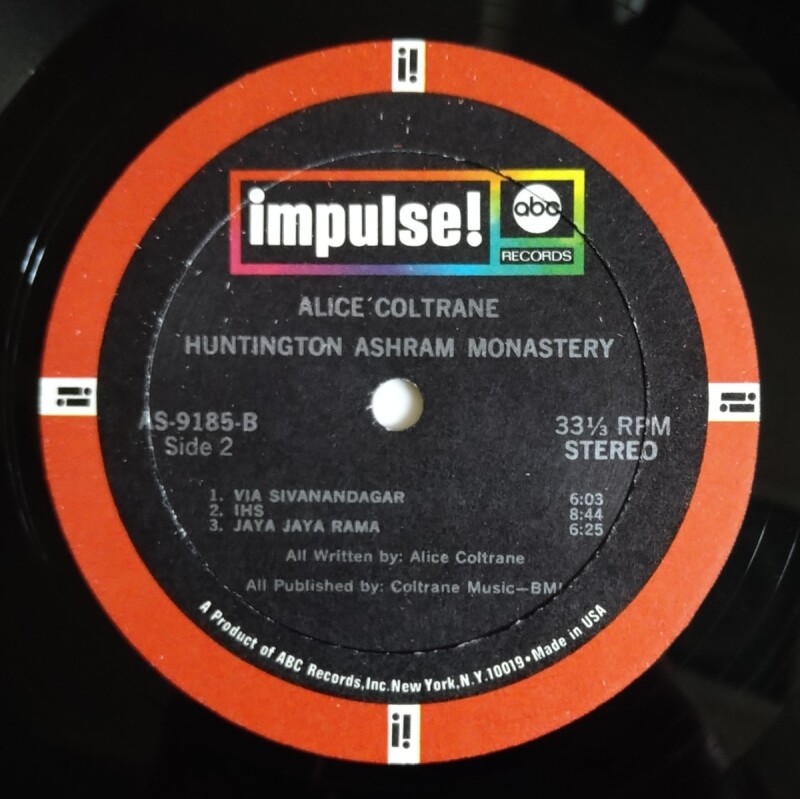 i!
impulse!
abc
RECORDS
ALICE COLTRANE
HUNTINGTON ASHRAM MONASTERY
i!
i!
AS-9185-B
Side 2
33⅓ RPM
STEREO
1. VIA SIVANANDAGAR 6:03
2. IHS 8:44
3. JAYA JAYA RAMA 6:25
All Written by: Alice Coltrane
All Published by: Coltrane Music—BMI
A Product of ABC Records, Inc. New York, N.Y. 10019 • Made in USA
i!